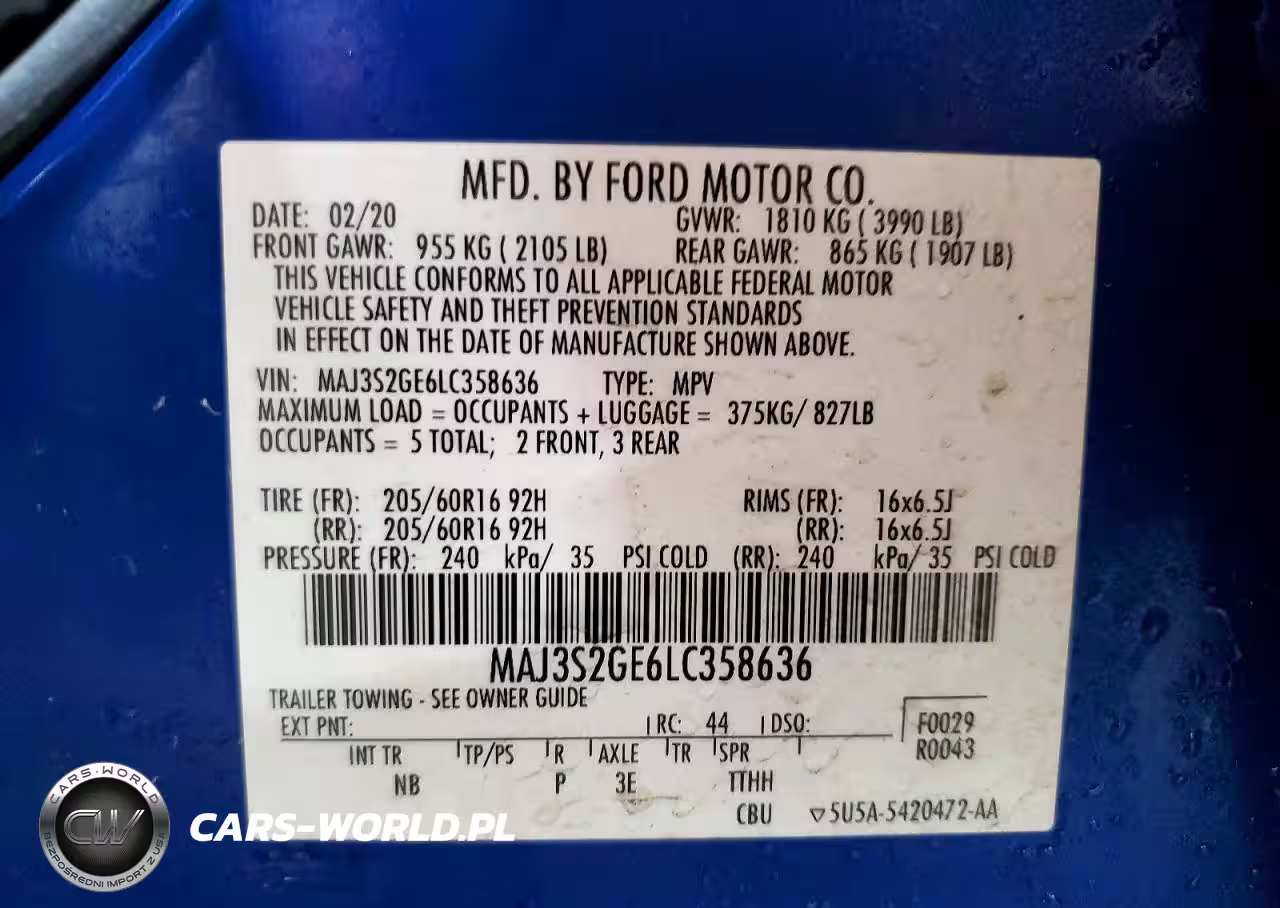 MFD. BY FORD MOTOR CO.
DATE: 02/20 GVWR: 1810 KG ( 3990 LB)
FRONT GAWR: 955 KG ( 2105 LB) REAR GAWR: 865 KG ( 1907 LB)
THIS VEHICLE CONFORMS TO ALL APPLICABLE FEDERAL MOTOR
VEHICLE SAFETY AND THEFT PREVENTION STANDARDS
IN EFFECT ON THE DATE OF MANUFACTURE SHOWN ABOVE.
VIN: MAJ3S2GE6LC358636 TYPE: MPV
MAXIMUM LOAD = OCCUPANTS + LUGGAGE = 375KG/ 827LB
OCCUPANTS = 5 TOTAL; 2 FRONT, 3 REAR
TIRE (FR): 205/60R16 92H RIMS (FR): 16x6.5J
(RR): 205/60R16 92H (RR): 16x6.5J
PRESSURE (FR): 240 kPa/ 35 PSI COLD (RR): 240 kPa/ 35 PSI COLD
MAJ3S2GE6LC358636
TRAILER TOWING - SEE OWNER GUIDE
EXT PNT: RC: 44 DSO: F0029
R0043
INT TR TP/PS R AXLE TR SPR
NB P 3E TTHH
CBU ▽5U5A-5420472-AA
CARS-WORLD
CW
BEZPOŚREDNI IMPORT Z USA
CARS-WORLD.PL